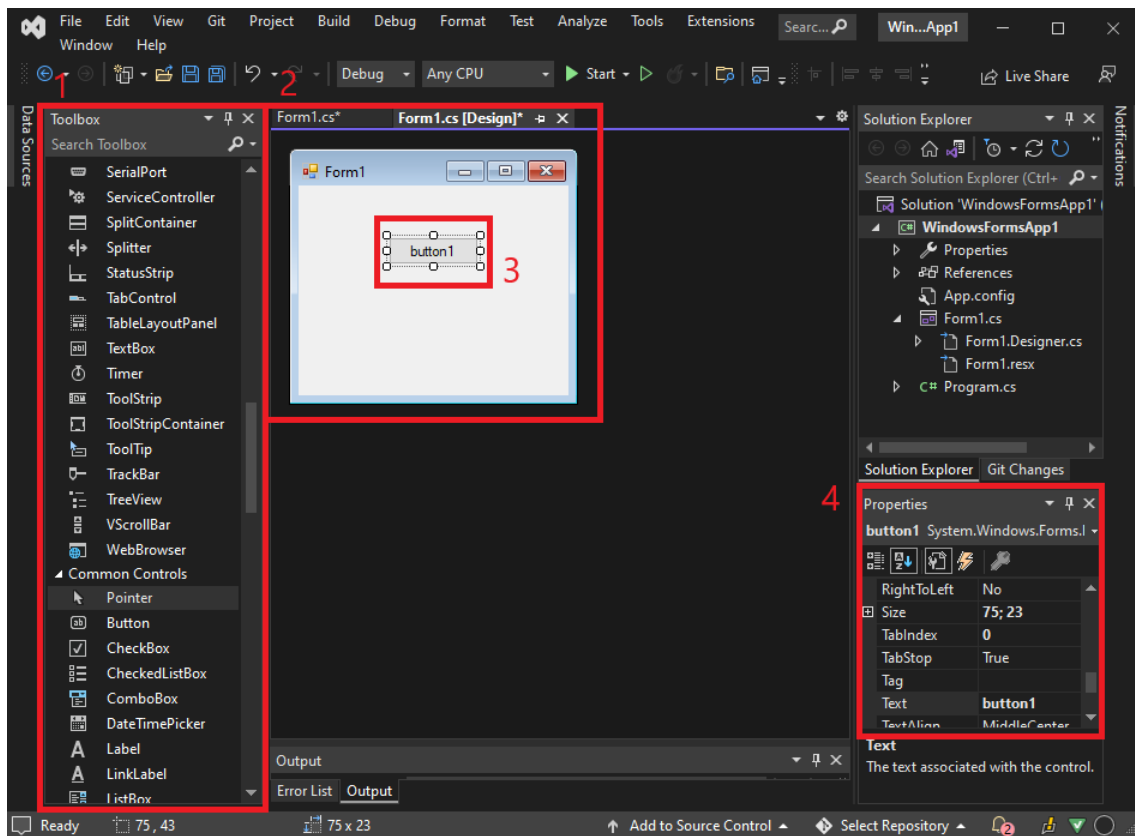 File Edit View Git Project Build Debug Format Test Analyze Tools Extensions Searc... Win...App1
Window Help
Debug Any CPU Start Live Share
1
2
Data Sources
Toolbox
Search Toolbox
SerialPort
ServiceController
SplitContainer
Splitter
StatusStrip
TabControl
TableLayoutPanel
TextBox
Timer
ToolStrip
ToolStripContainer
ToolTip
TrackBar
TreeView
VScrollBar
WebBrowser
Common Controls
Pointer
Button
CheckBox
CheckedListBox
ComboBox
DateTimePicker
Label
LinkLabel
ListBox
Form1.cs* Form1.cs [Design]*
Form1
button1
3
Output
Error List Output
Solution Explorer
Search Solution Explorer (Ctrl+
Solution 'WindowsFormsApp1' (
WindowsFormsApp1
Properties
References
App.config
Form1.cs
Form1.Designer.cs
Form1.resx
C# Program.cs
Solution Explorer Git Changes
4
Properties
button1 System.Windows.Forms.
RightToLeft No
Size 75; 23
TabIndex 0
TabStop True
Tag
Text button1
TextAlign MiddleCenter
Text
The text associated with the control.
Notifications
Ready 75 , 43 75 x 23 Add to Source Control Select Repository 2